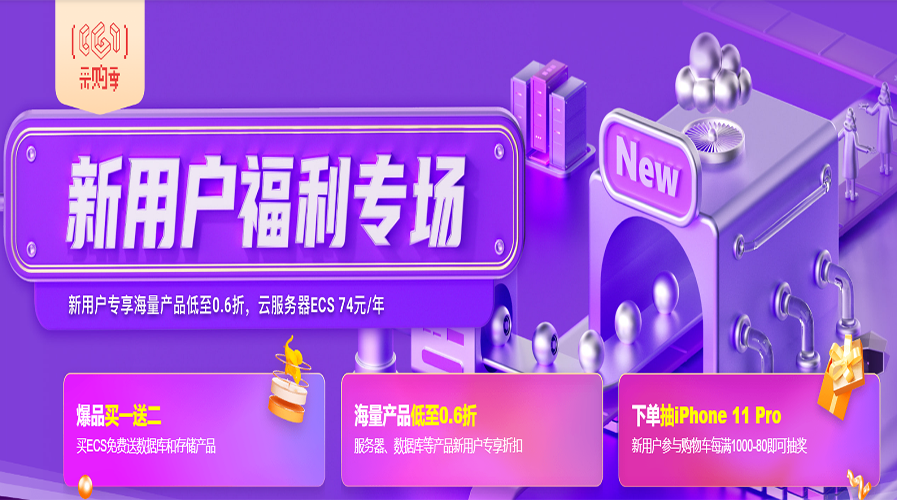 采购季
新用户福利专场
New
新用户专享海量产品低至0.6折，云服务器ECS 74元/年
爆品买一送二
买ECS免费送数据库和存储产品
海量产品低至0.6折
服务器、数据库等产品新用户专享折扣
下单抽iPhone 11 Pro
新用户参与购物车每满1000-80即可抽奖